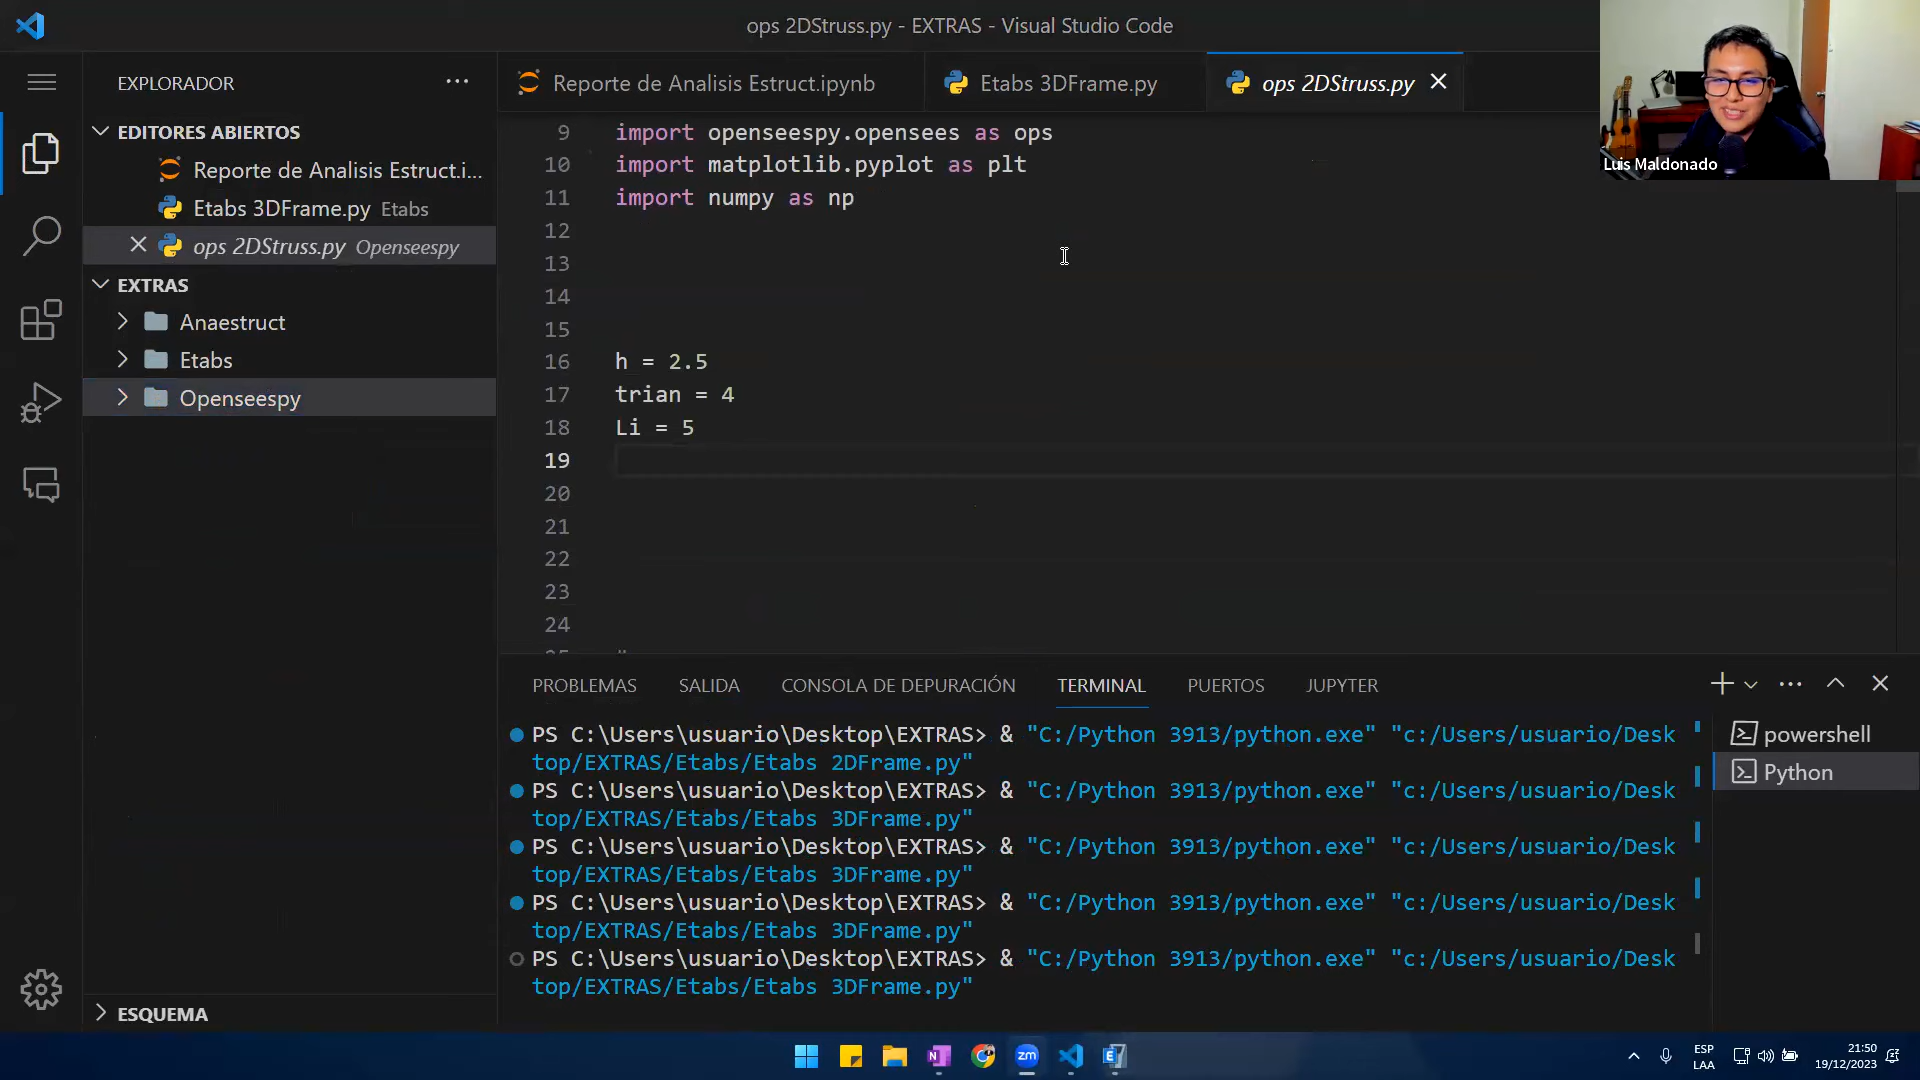 ops 2DStruss.py - EXTRAS - Visual Studio Code
Luis Maldonado
EXPLORADOR
EDITORES ABIERTOS
Reporte de Analisis Estruct.i...
Etabs 3DFrame.py Etabs
ops 2DStruss.py Openseespy
EXTRAS
Anaestruct
Etabs
Openseespy
ESQUEMA
Reporte de Analisis Estruct.ipynb
Etabs 3DFrame.py
ops 2DStruss.py
9 import openseespy.opensees as ops
10 import matplotlib.pyplot as plt
11 import numpy as np
12
13
14
15
16 h = 2.5
17 trian = 4
18 Li = 5
19
20
21
22
23
24
PROBLEMAS SALIDA CONSOLA DE DEPURACIÓN TERMINAL PUERTOS JUPYTER
PS C:\Users\usuario\Desktop\EXTRAS> & "C:/Python 3913/python.exe" "c:/Users/usuario/Desk
top/EXTRAS/Etabs/Etabs 2DFrame.py"
PS C:\Users\usuario\Desktop\EXTRAS> & "C:/Python 3913/python.exe" "c:/Users/usuario/Desk
top/EXTRAS/Etabs/Etabs 3DFrame.py"
PS C:\Users\usuario\Desktop\EXTRAS> & "C:/Python 3913/python.exe" "c:/Users/usuario/Desk
top/EXTRAS/Etabs/Etabs 3DFrame.py"
PS C:\Users\usuario\Desktop\EXTRAS> & "C:/Python 3913/python.exe" "c:/Users/usuario/Desk
top/EXTRAS/Etabs/Etabs 3DFrame.py"
PS C:\Users\usuario\Desktop\EXTRAS> & "C:/Python 3913/python.exe" "c:/Users/usuario/Desk
top/EXTRAS/Etabs/Etabs 3DFrame.py"
powershell
Python
zm
ESP
LAA
21:50
19/12/2023